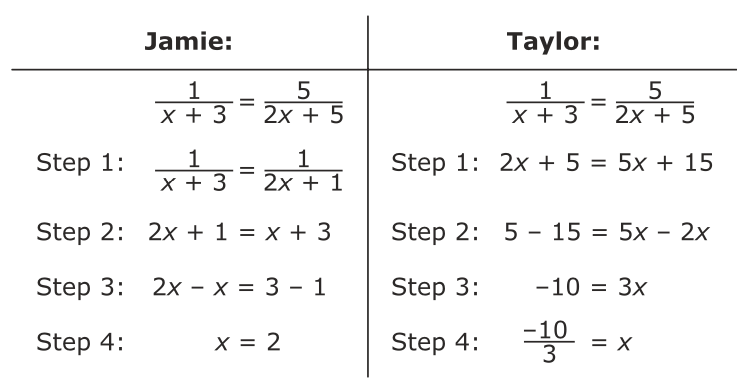 Jamie:
1/(x + 3) = 5/(2x + 5)
Step 1: 1/(x + 3) = 1/(2x + 1)
Step 2: 2x + 1 = x + 3
Step 3: 2x – x = 3 – 1
Step 4: x = 2
Taylor:
1/(x + 3) = 5/(2x + 5)
Step 1: 2x + 5 = 5x + 15
Step 2: 5 – 15 = 5x – 2x
Step 3: –10 = 3x
Step 4: –10/3 = x